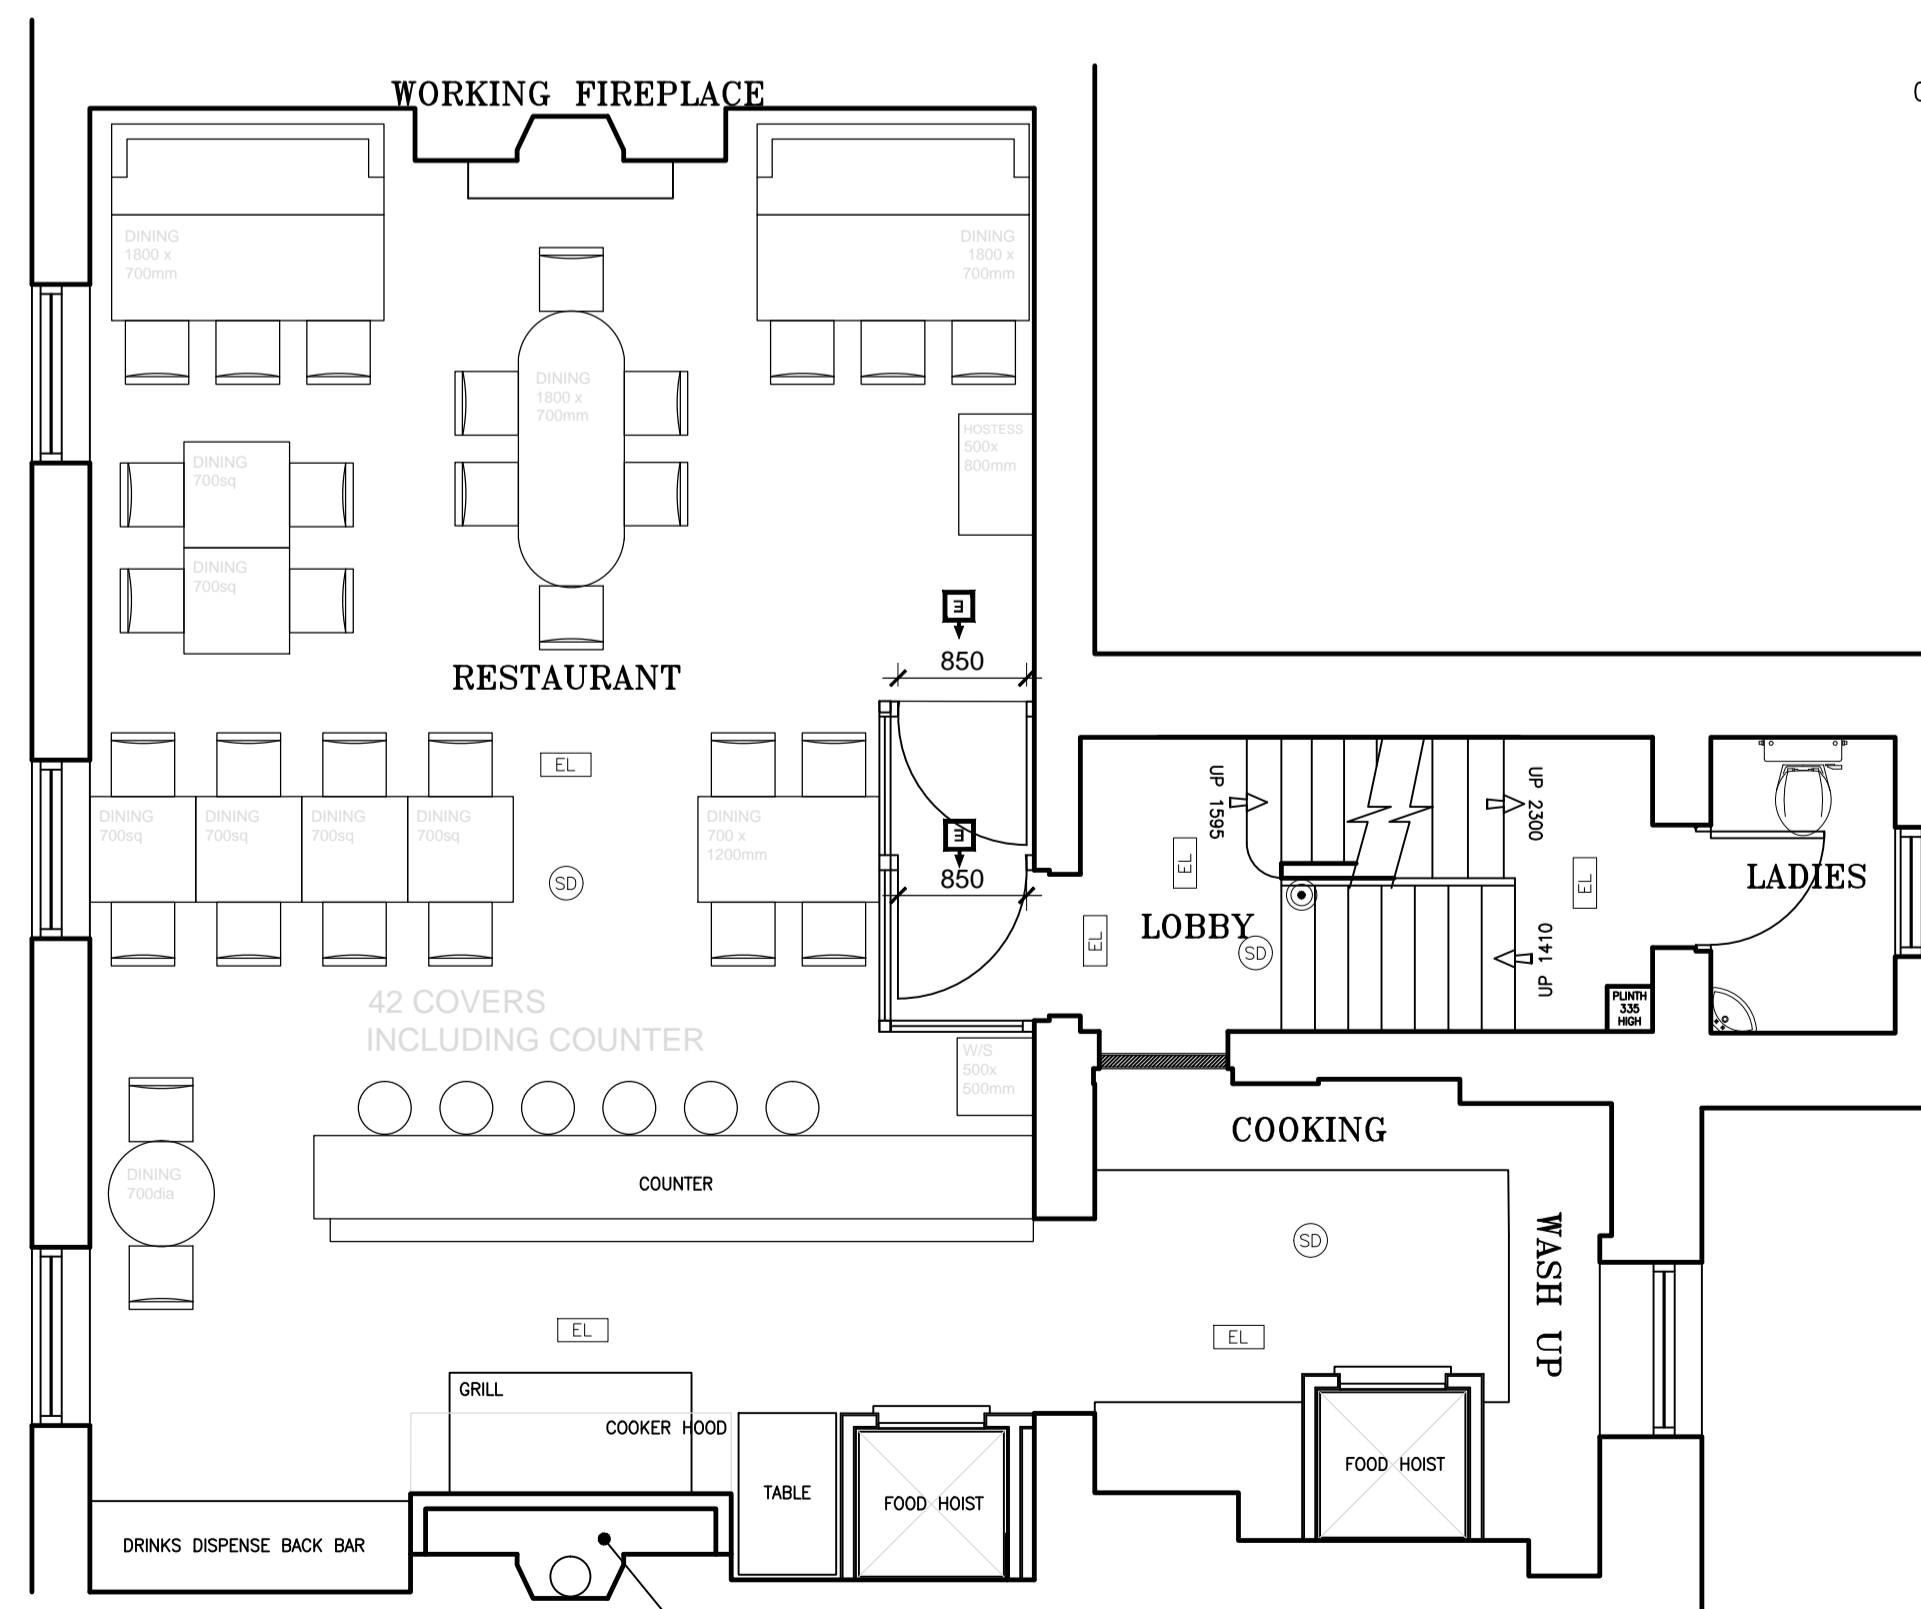 WORKING FIREPLACE
DINING
1800 x
700mm
DINING
1800 x
700mm
DINING
1800 x
700mm
HOSTESS
500x
800mm
DINING
700sq
DINING
700sq
E
850
RESTAURANT
EL
DINING
700sq
DINING
700sq
DINING
700sq
DINING
700sq
DINING
700 x
1200mm
SD
E
850
UP 1595
UP 2300
EL
EL
EL
LOBBY
SD
UP 1410
LADIES
PLINTH
335
HIGH
42 COVERS
INCLUDING COUNTER
W/S
500x
500mm
COOKING
DINING
700dia
COUNTER
SD
WASH UP
EL
EL
GRILL
COOKER HOOD
TABLE
FOOD HOIST
FOOD HOIST
DRINKS DISPENSE BACK BAR